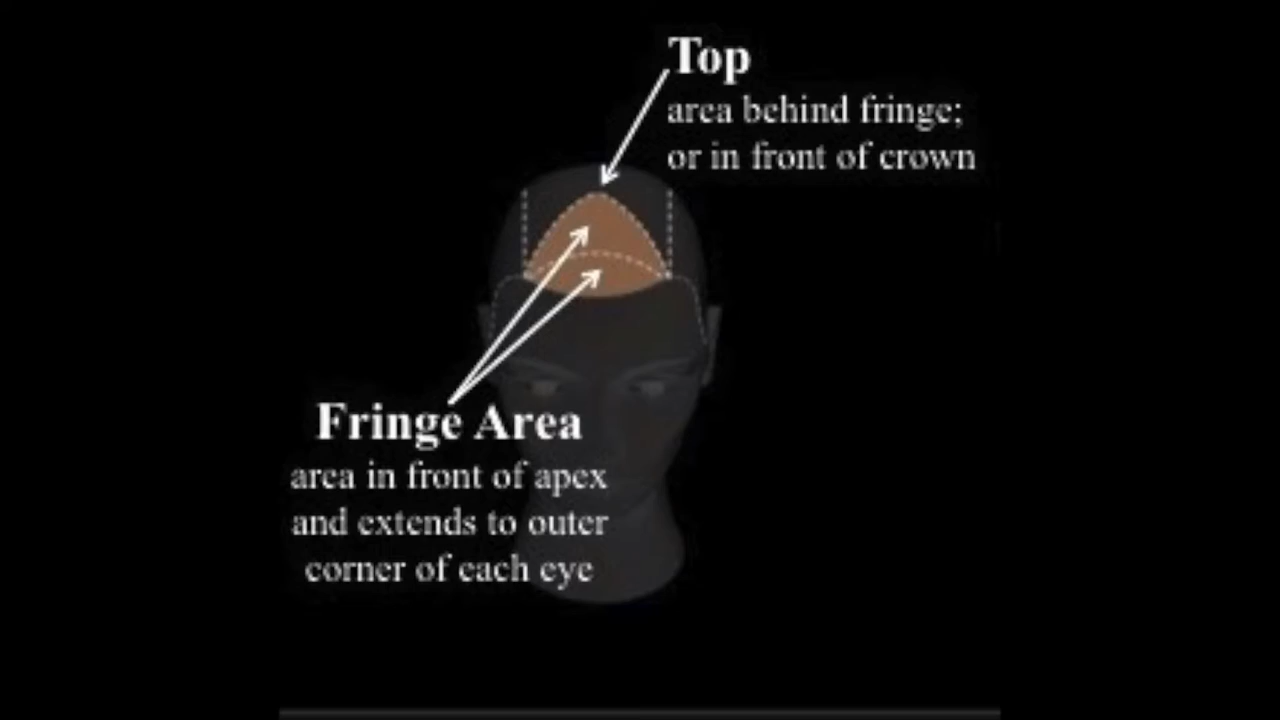 Top
area behind fringe;
or in front of crown
Fringe Area
area in front of apex
and extends to outer
corner of each eye